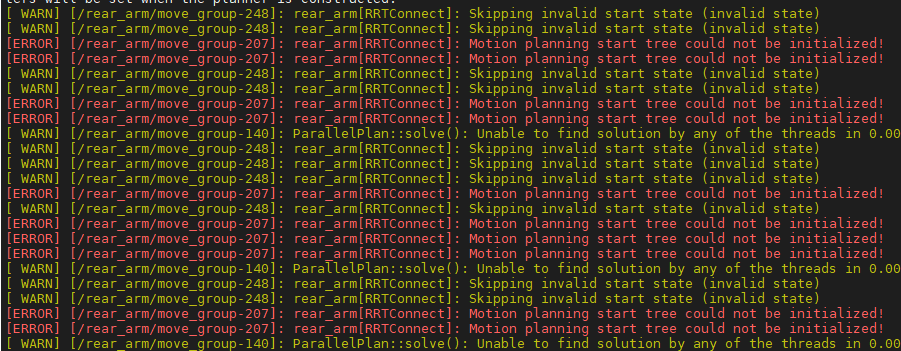 ters will be set when the planner is constructed.
[ WARN] [/rear_arm/move_group-248]: rear_arm[RRTConnect]: Skipping invalid start state (invalid state)
[ WARN] [/rear_arm/move_group-248]: rear_arm[RRTConnect]: Skipping invalid start state (invalid state)
[ERROR] [/rear_arm/move_group-207]: rear_arm[RRTConnect]: Motion planning start tree could not be initialized!
[ERROR] [/rear_arm/move_group-207]: rear_arm[RRTConnect]: Motion planning start tree could not be initialized!
[ WARN] [/rear_arm/move_group-248]: rear_arm[RRTConnect]: Skipping invalid start state (invalid state)
[ WARN] [/rear_arm/move_group-248]: rear_arm[RRTConnect]: Skipping invalid start state (invalid state)
[ERROR] [/rear_arm/move_group-207]: rear_arm[RRTConnect]: Motion planning start tree could not be initialized!
[ERROR] [/rear_arm/move_group-207]: rear_arm[RRTConnect]: Motion planning start tree could not be initialized!
[ WARN] [/rear_arm/move_group-140]: ParallelPlan::solve(): Unable to find solution by any of the threads in 0.00
[ WARN] [/rear_arm/move_group-248]: rear_arm[RRTConnect]: Skipping invalid start state (invalid state)
[ WARN] [/rear_arm/move_group-248]: rear_arm[RRTConnect]: Skipping invalid start state (invalid state)
[ WARN] [/rear_arm/move_group-248]: rear_arm[RRTConnect]: Skipping invalid start state (invalid state)
[ERROR] [/rear_arm/move_group-207]: rear_arm[RRTConnect]: Motion planning start tree could not be initialized!
[ WARN] [/rear_arm/move_group-248]: rear_arm[RRTConnect]: Skipping invalid start state (invalid state)
[ERROR] [/rear_arm/move_group-207]: rear_arm[RRTConnect]: Motion planning start tree could not be initialized!
[ERROR] [/rear_arm/move_group-207]: rear_arm[RRTConnect]: Motion planning start tree could not be initialized!
[ERROR] [/rear_arm/move_group-207]: rear_arm[RRTConnect]: Motion planning start tree could not be initialized!
[ WARN] [/rear_arm/move_group-140]: ParallelPlan::solve(): Unable to find solution by any of the threads in 0.00
[ WARN] [/rear_arm/move_group-248]: rear_arm[RRTConnect]: Skipping invalid start state (invalid state)
[ WARN] [/rear_arm/move_group-248]: rear_arm[RRTConnect]: Skipping invalid start state (invalid state)
[ERROR] [/rear_arm/move_group-207]: rear_arm[RRTConnect]: Motion planning start tree could not be initialized!
[ERROR] [/rear_arm/move_group-207]: rear_arm[RRTConnect]: Motion planning start tree could not be initialized!
[ WARN] [/rear_arm/move_group-140]: ParallelPlan::solve(): Unable to find solution by any of the threads in 0.00